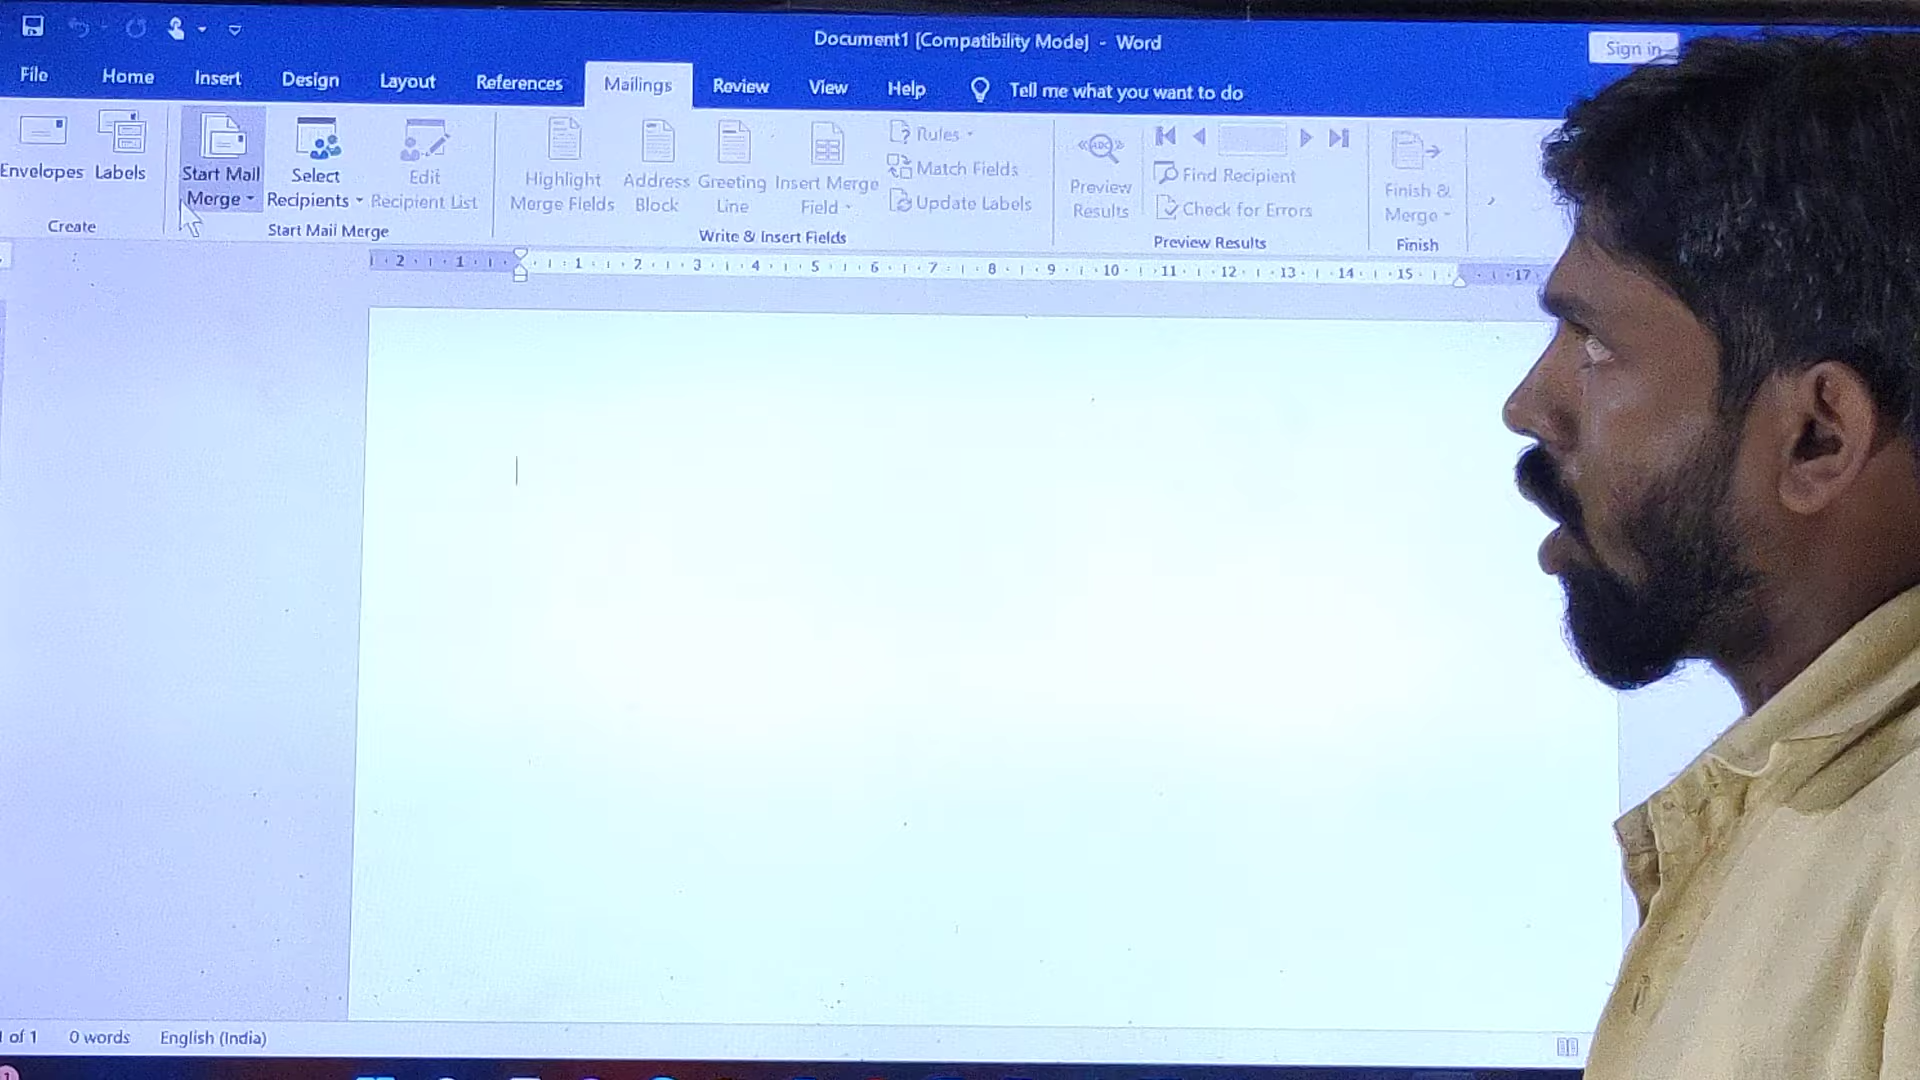 Document1 [Compatibility Mode] - Word
Sign in
File Home Insert Design Layout References Mailings Review View Help Tell me what you want to do
Envelopes
Labels
Create
Start Mail
Merge
Select
Recipients
Edit
Recipient List
Start Mail Merge
Highlight
Merge Fields
Address
Block
Greeting
Line
Insert Merge
Field
Rules
Match Fields
Update Labels
Write & Insert Fields
«ABC»
Preview
Results
Find Recipient
Check for Errors
Preview Results
Finish &
Merge
Finish
2 1 1 2 3 4 5 6 7 8 9 10 11 12 13 14 15 17
of 1 0 words English (India)
1